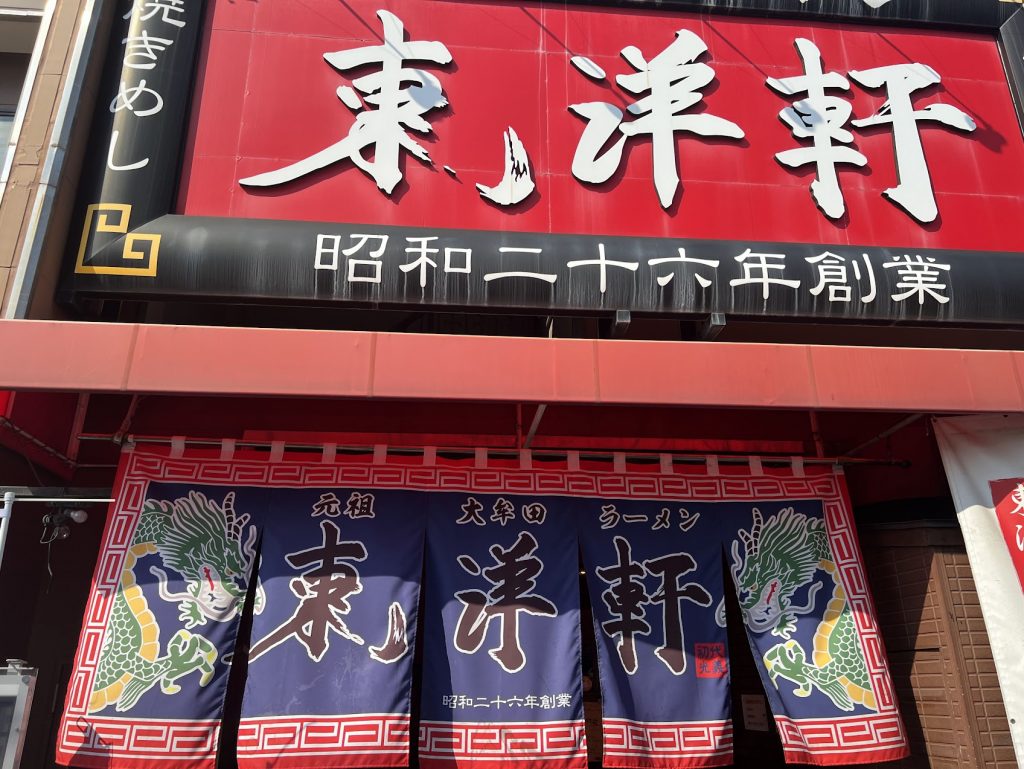 焼きめし
東洋軒
昭和二十六年創業
元祖 大牟田 ラーメン
東洋軒
初代
昭和二十六年創業